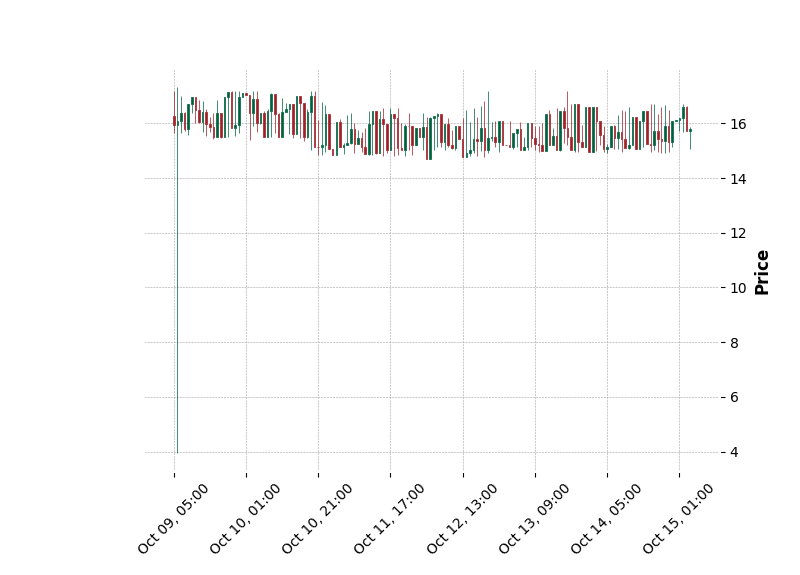 16
14
12
10
8
6
4
Price
Oct 09, 05:00
Oct 10, 01:00
Oct 10, 21:00
Oct 11, 17:00
Oct 12, 13:00
Oct 13, 09:00
Oct 14, 05:00
Oct 15, 01:00